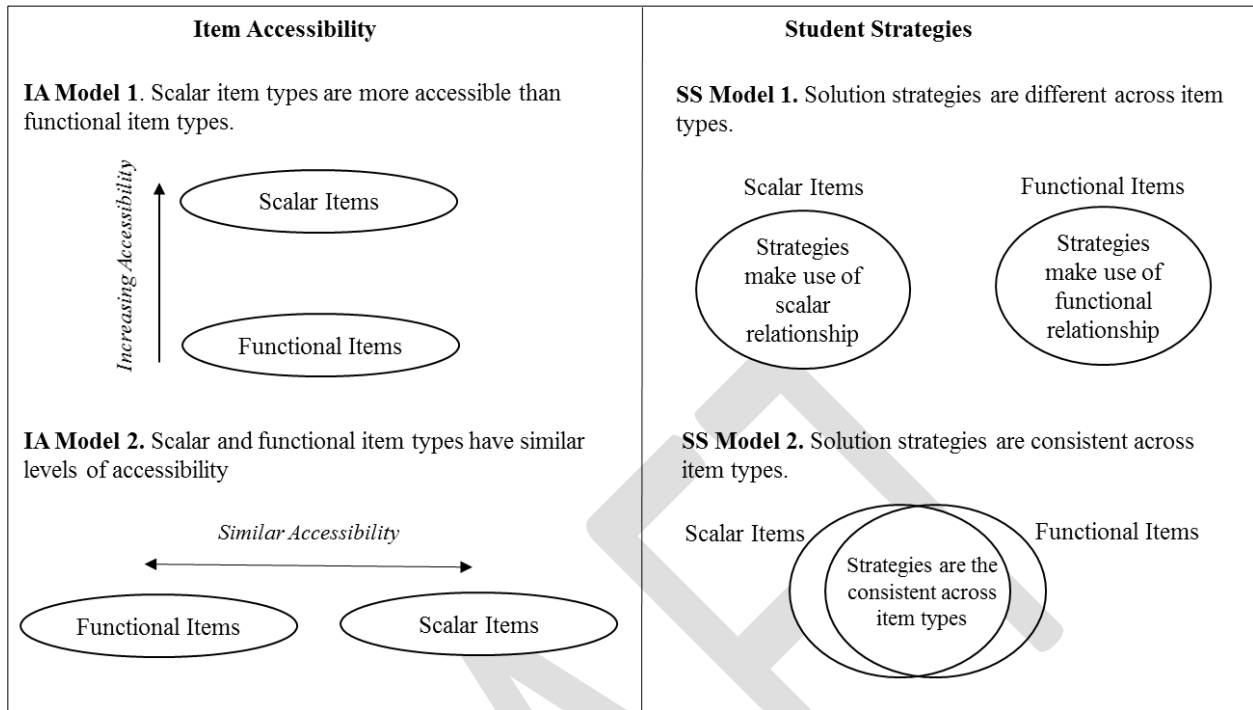 Item Accessibility
IA Model 1. Scalar item types are more accessible than
functional item types.
Increasing Accessibility
Scalar Items
Functional Items
IA Model 2. Scalar and functional item types have similar
levels of accessibility
Similar Accessibility
Functional Items
Scalar Items
Student Strategies
SS Model 1. Solution strategies are different across item
types.
Scalar Items
Functional Items
Strategies
make use of
scalar
relationship
Strategies
make use of
functional
relationship
SS Model 2. Solution strategies are consistent across
item types.
Scalar Items
Functional Items
Strategies are the
consistent across
item types